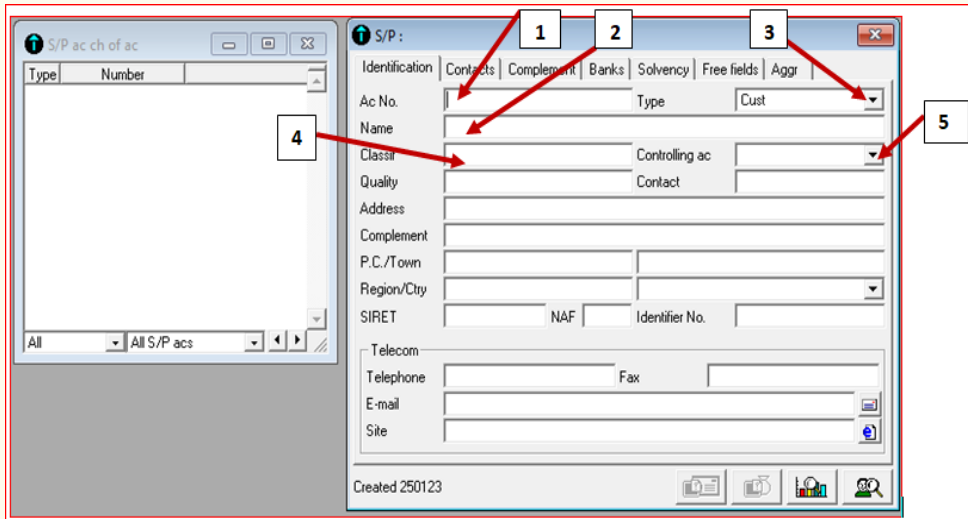 S/P ac ch of ac
Type Number
All All S/P acs
1 2 3
S/P :
Identification Contacts Complement Banks Solvency Free fields Aggr
Ac No. Type Cust
Name
4 5
Classif Controlling ac
Quality Contact
Address
Complement
P.C./Town
Region/Ctry
SIRET NAF Identifier No.
Telecom
Telephone Fax
E-mail
Site
Created 250123